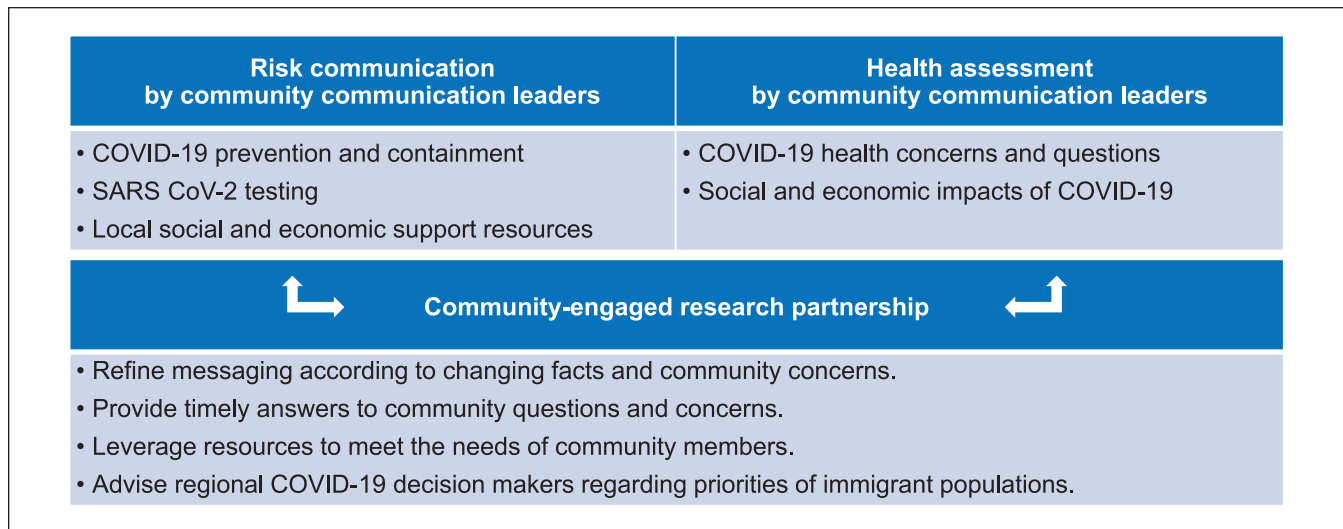 Risk communication
by community communication leaders
Health assessment
by community communication leaders
• COVID-19 prevention and containment
• SARS CoV-2 testing
• Local social and economic support resources
• COVID-19 health concerns and questions
• Social and economic impacts of COVID-19
Community-engaged research partnership
• Refine messaging according to changing facts and community concerns.
• Provide timely answers to community questions and concerns.
• Leverage resources to meet the needs of community members.
• Advise regional COVID-19 decision makers regarding priorities of immigrant populations.